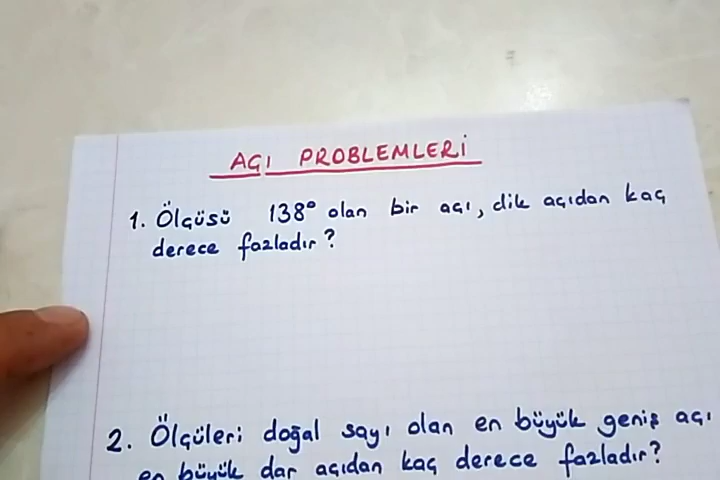 AÇI PROBLEMLERİ
1. Ölçüsü 138° olan bir açı, dik açıdan kaç
derece fazladır?
2. Ölçüleri doğal sayı olan en büyük geniş açı
en büyük dar açıdan kaç derece fazladır?